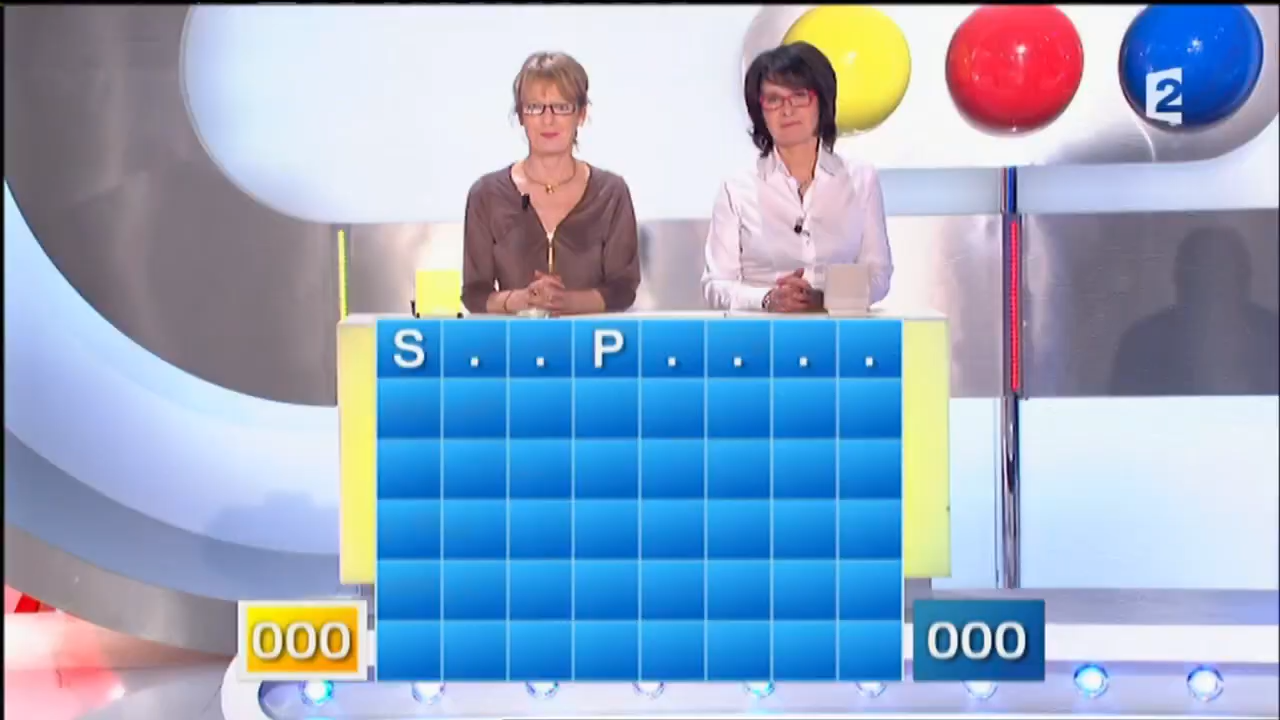 2
S . . P . . . .
000
000